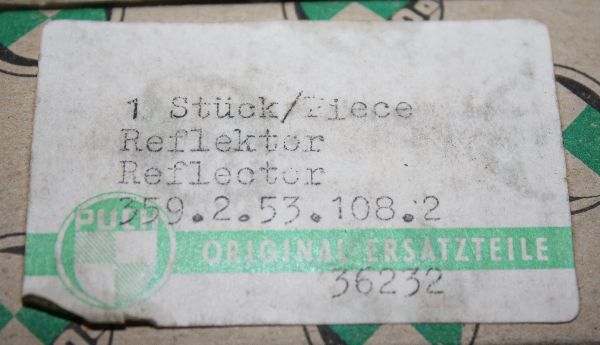 1 Stück/Piece
Reflektor
Reflector
359.2.53.108.2
PUCH
ORIGINAL ERSATZTEILE
36232